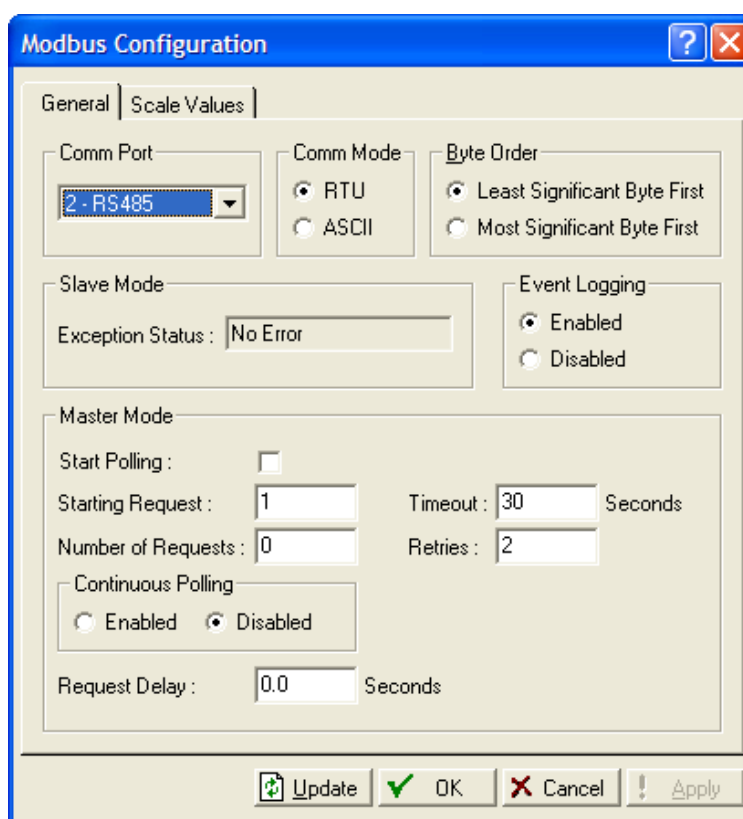 Modbus Configuration
General Scale Values
Comm Port Comm Mode Byte Order
2 - RS485 RTU Least Significant Byte First
ASCII Most Significant Byte First
Slave Mode Event Logging
Exception Status : No Error Enabled
Disabled
Master Mode
Start Polling :
Starting Request : 1 Timeout : 30 Seconds
Number of Requests : 0 Retries : 2
Continuous Polling
Enabled Disabled
Request Delay : 0.0 Seconds
Update OK Cancel Apply